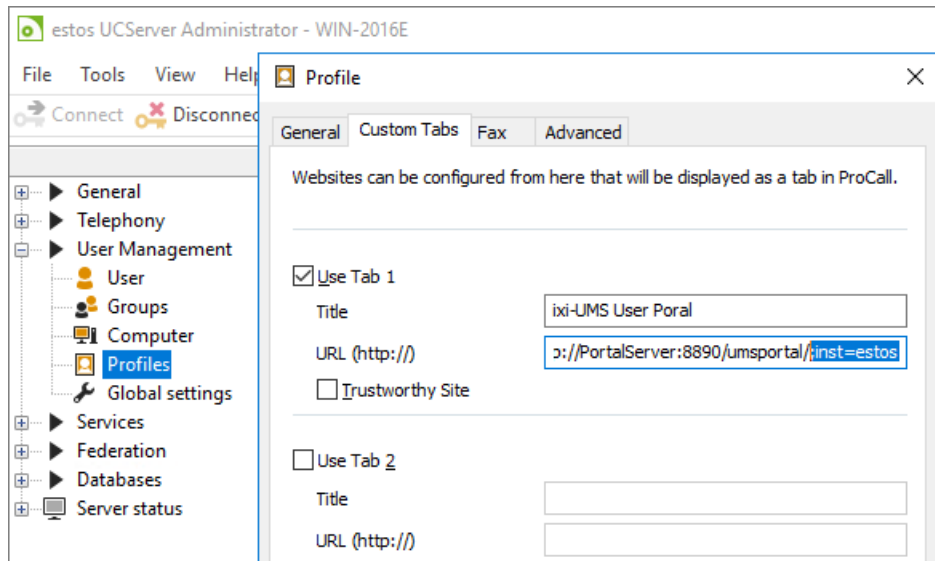 estos UCServer Administrator - WIN-2016E
File Tools View Help
Connect Disconnec
General
Telephony
User Management
User
Groups
Computer
Profiles
Global settings
Services
Federation
Databases
Server status
Profile
General Custom Tabs Fax Advanced
Websites can be configured from here that will be displayed as a tab in ProCall.
Use Tab 1
Title ixi-UMS User Poral
URL (http://) ://PortalServer:8890/umsportal/;inst=estos
Trustworthy Site
Use Tab 2
Title
URL (http://)